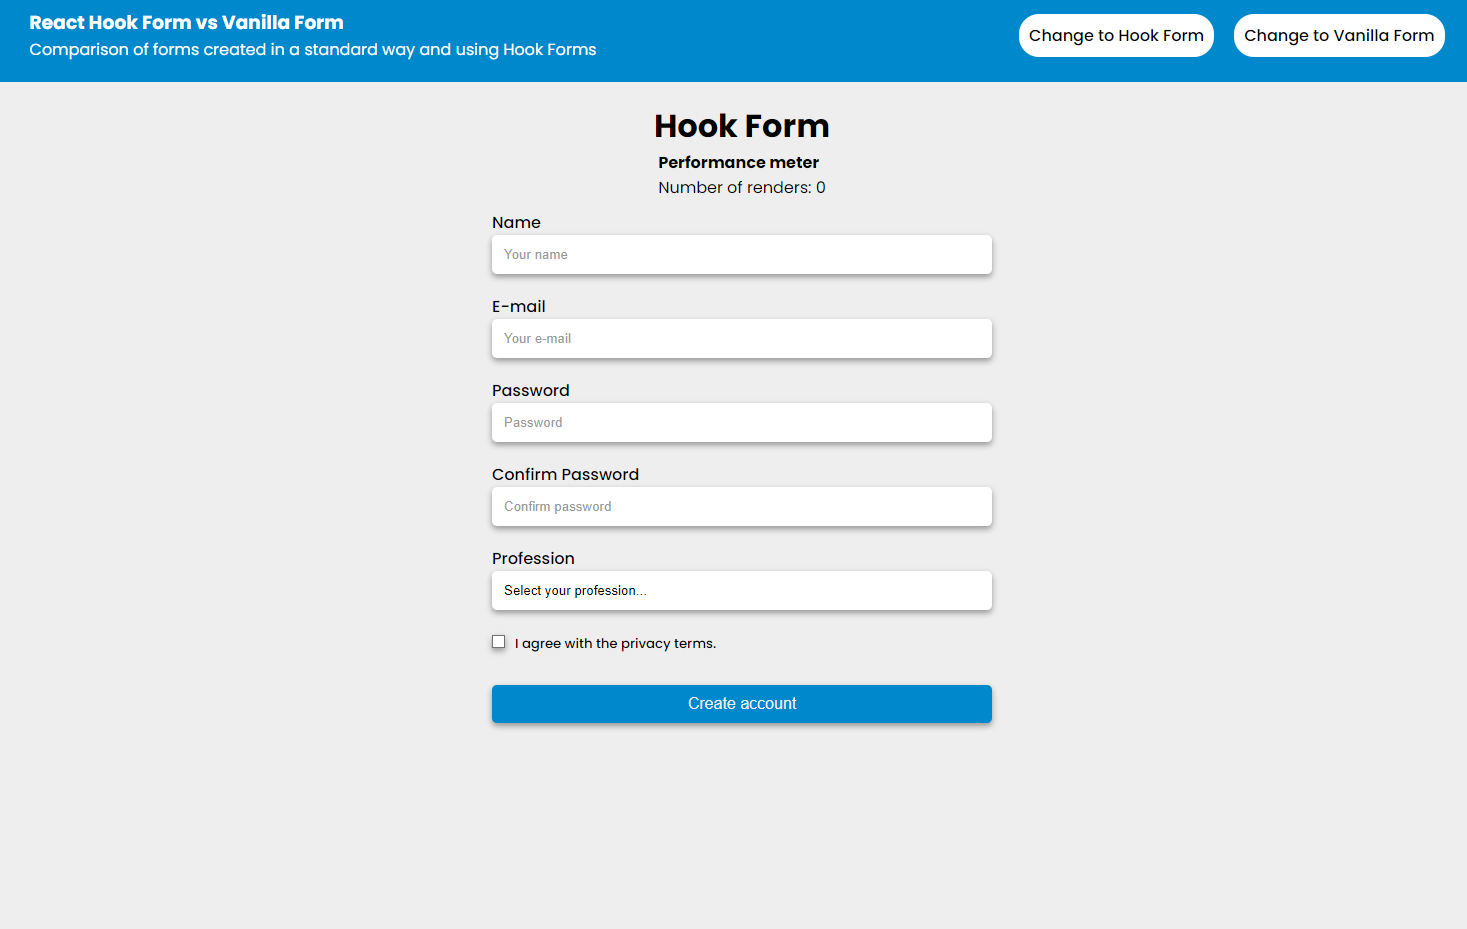 React Hook Form vs Vanilla Form
Comparison of forms created in a standard way and using Hook Forms
Change to Hook Form
Change to Vanilla Form
Hook Form
Performance meter
Number of renders: 0
Name
Your name
E-mail
Your e-mail
Password
Password
Confirm Password
Confirm password
Profession
Select your profession...
I agree with the privacy terms.
Create account